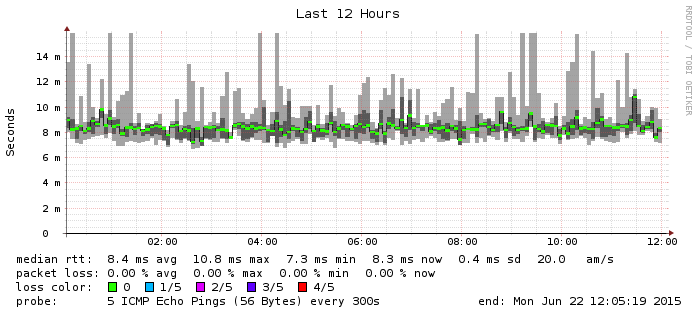 Last 12 Hours
RRDTOOL / TOBI OETIKER
Seconds
14 m
12 m
10 m
8 m
6 m
4 m
2 m
0
02:00 04:00 06:00 08:00 10:00 12:00
median rtt: 8.4 ms avg 10.8 ms max 7.3 ms min 8.3 ms now 0.4 ms sd 20.0 am/s
packet loss: 0.00 % avg 0.00 % max 0.00 % min 0.00 % now
loss color: 0 1/5 2/5 3/5 4/5
probe: 5 ICMP Echo Pings (56 Bytes) every 300s end: Mon Jun 22 12:05:19 2015